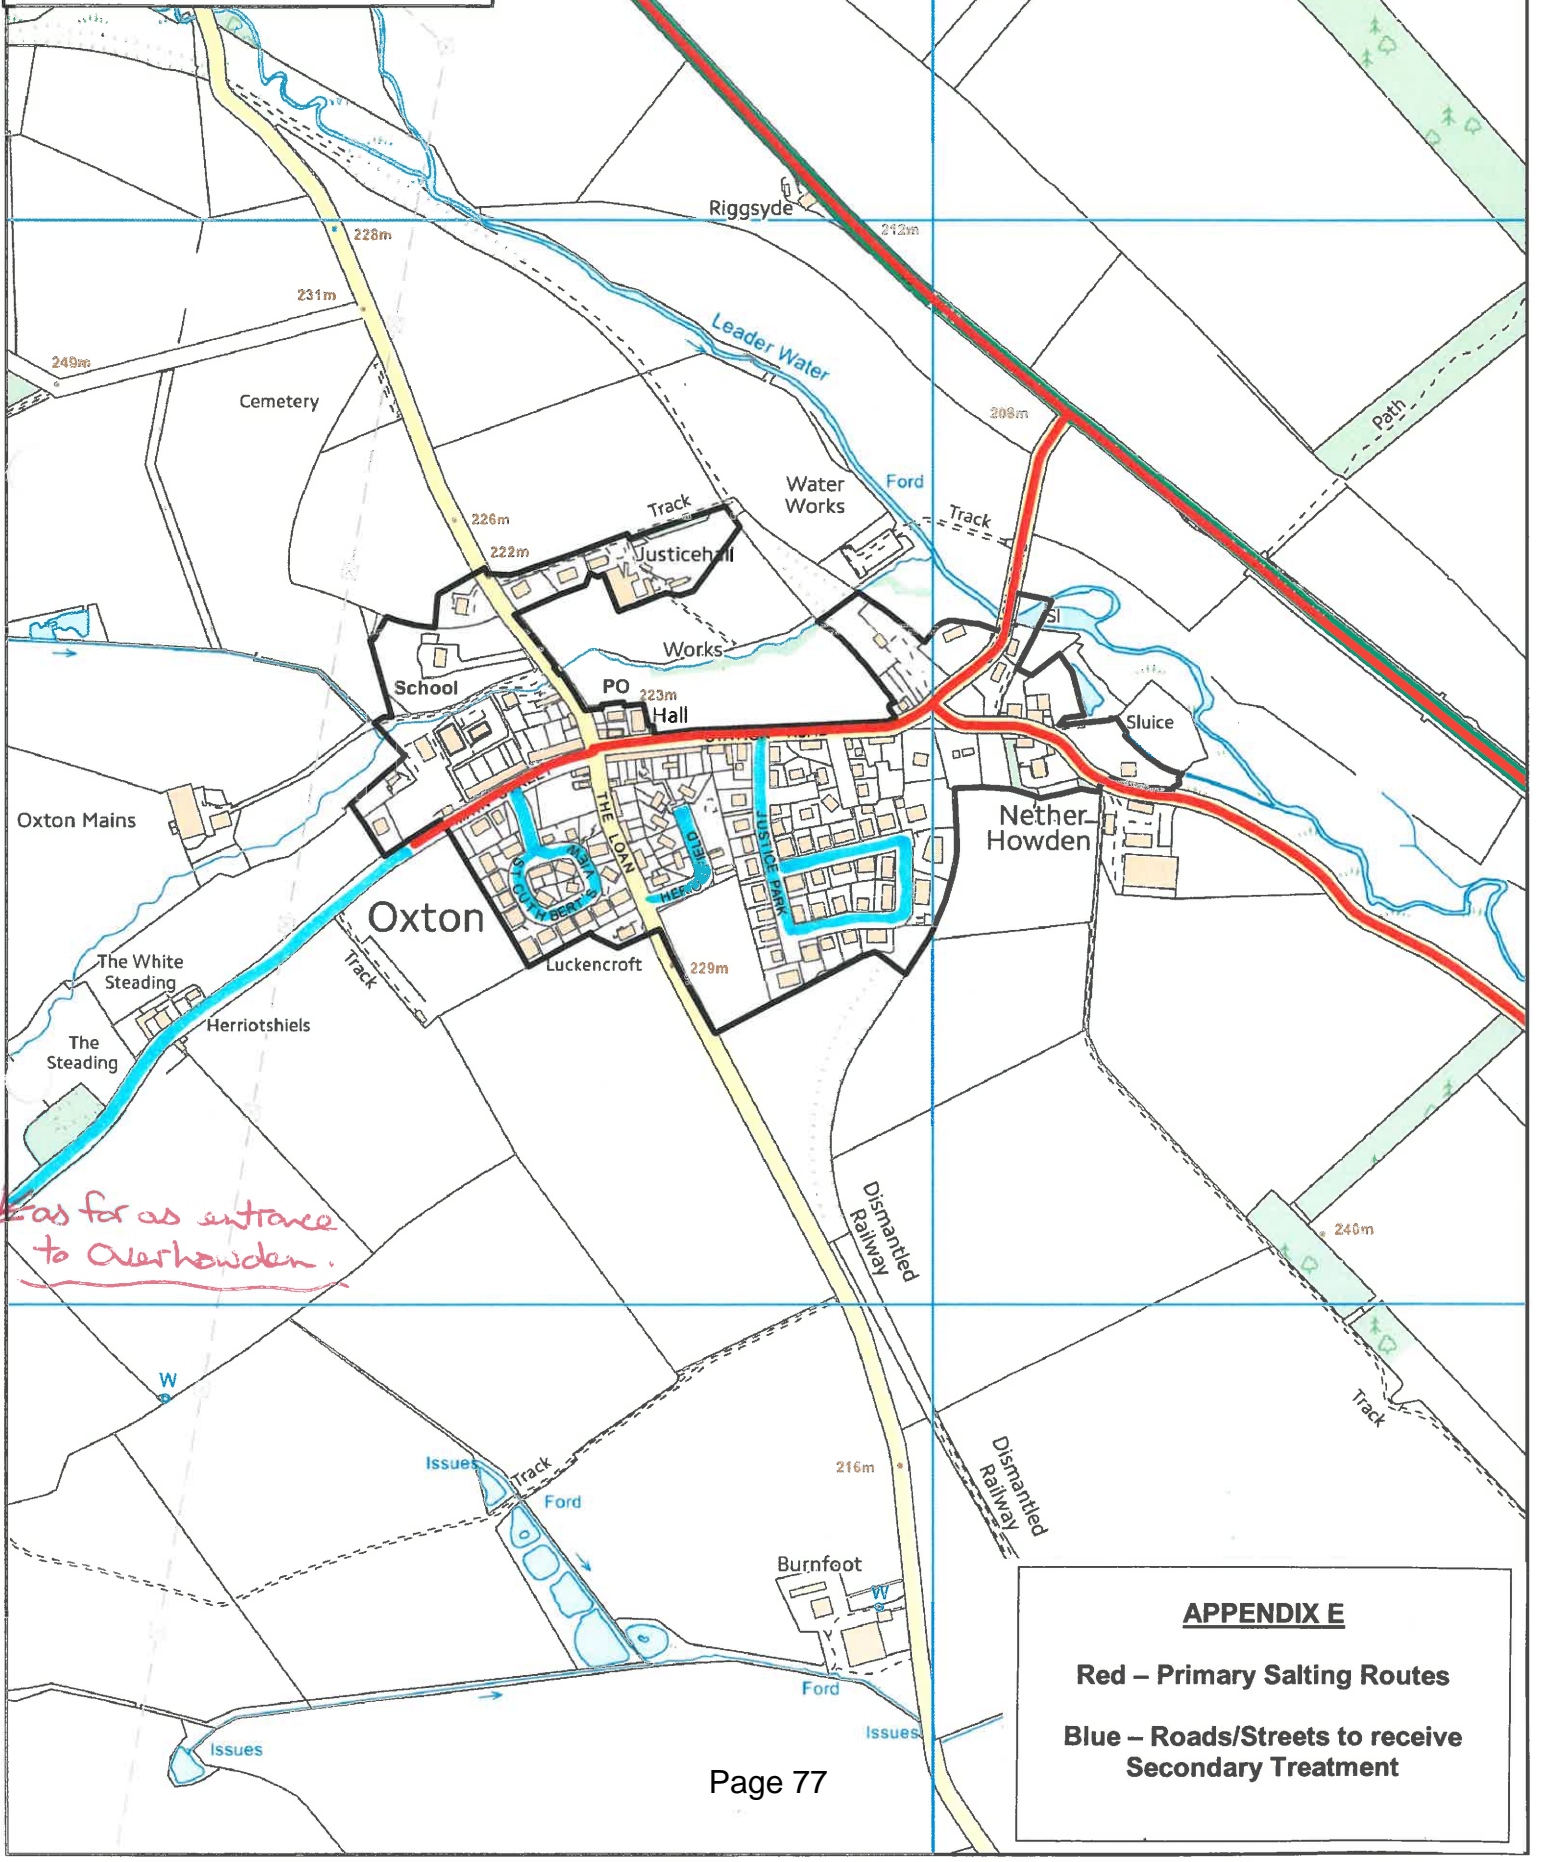 Riggsyde
212m
228m
231m
249m
Leader Water
Cemetery
209m
Path
Ford
Water
Works
Track
Track
226m
222m
Justicehall
Sl
Works
School
PO
223m
Hall
Sluice
Oxton Mains
THE LOAN
JUSTICE PARK
ST CUTHBERT'S
VIEW
Nether
Howden
Oxton
Luckencroft
229m
Track
The White
Steading
Herriotshiels
The
Steading
as far as entrance
to Overhowden.
Dismantled
Railway
240m
W
Track
Issues
Track
Ford
216m
Dismantled
Railway
Burnfoot
W
Ford
Issues
Issues
APPENDIX E
Red – Primary Salting Routes
Blue – Roads/Streets to receive
Secondary Treatment
Page 77